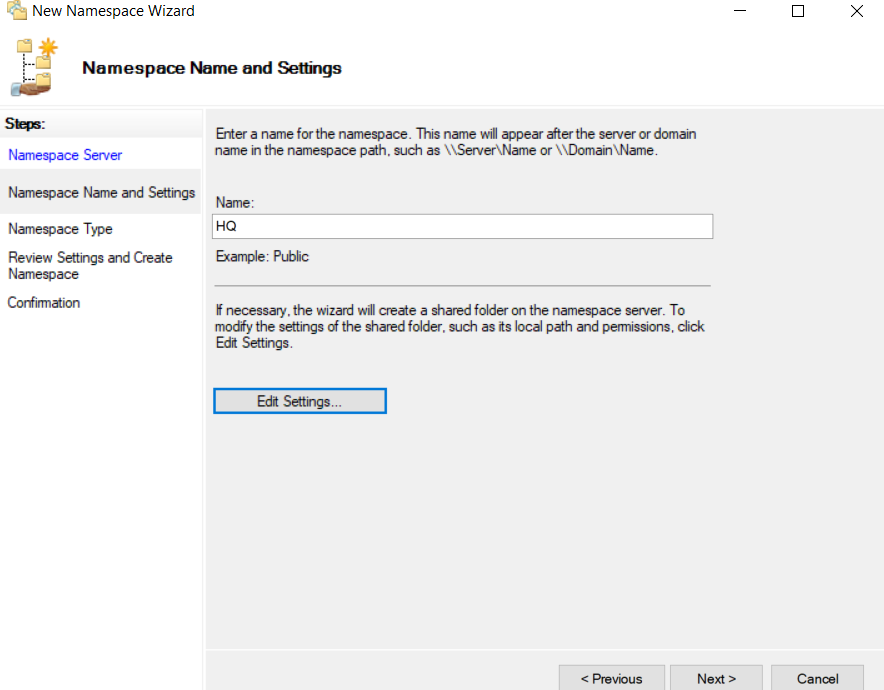 New Namespace Wizard
Namespace Name and Settings
Steps:
Namespace Server
Namespace Name and Settings
Namespace Type
Review Settings and Create
Namespace
Confirmation
Enter a name for the namespace. This name will appear after the server or domain
name in the namespace path, such as \\Server\Name or \\Domain\Name.
Name:
HQ
Example: Public
If necessary, the wizard will create a shared folder on the namespace server. To
modify the settings of the shared folder, such as its local path and permissions, click
Edit Settings.
Edit Settings...
< Previous
Next >
Cancel